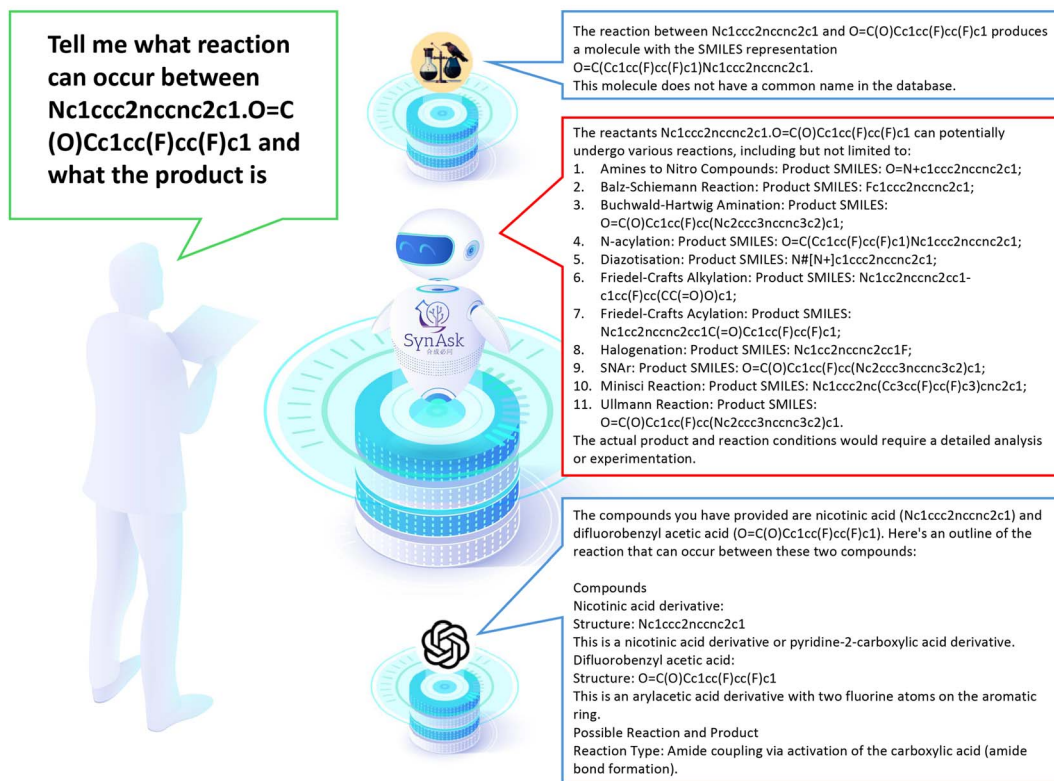 Tell me what reaction
can occur between
Nc1ccc2nccnc2c1.O=C
(O)Cc1cc(F)cc(F)c1 and
what the product is
The reaction between Nc1ccc2nccnc2c1 and O=C(O)Cc1cc(F)cc(F)c1 produces
a molecule with the SMILES representation
O=C(Cc1cc(F)cc(F)c1)Nc1ccc2nccnc2c1.
This molecule does not have a common name in the database.
The reactants Nc1ccc2nccnc2c1.O=C(O)Cc1cc(F)cc(F)c1 can potentially
undergo various reactions, including but not limited to:
1. Amines to Nitro Compounds: Product SMILES: O=N+c1ccc2nccnc2c1;
2. Balz-Schiemann Reaction: Product SMILES: Fc1ccc2nccnc2c1;
3. Buchwald-Hartwig Amination: Product SMILES:
O=C(O)Cc1cc(F)cc(Nc2ccc3nccnc3c2)c1;
4. N-acylation: Product SMILES: O=C(Cc1cc(F)cc(F)c1)Nc1ccc2nccnc2c1;
5. Diazotisation: Product SMILES: N#[N+]c1ccc2nccnc2c1;
6. Friedel-Crafts Alkylation: Product SMILES: Nc1cc2nccnc2cc1-
c1cc(F)cc(CC(=O)O)c1;
7. Friedel-Crafts Acylation: Product SMILES:
Nc1cc2nccnc2cc1C(=O)Cc1cc(F)cc(F)c1;
8. Halogenation: Product SMILES: Nc1cc2nccnc2cc1F;
9. SNAr: Product SMILES: O=C(O)Cc1cc(F)cc(Nc2ccc3nccnc3c2)c1;
10. Minisci Reaction: Product SMILES: Nc1ccc2nc(Cc3cc(F)cc(F)c3)cnc2c1;
11. Ullmann Reaction: Product SMILES:
O=C(O)Cc1cc(F)cc(Nc2ccc3nccnc3c2)c1.
The actual product and reaction conditions would require a detailed analysis
or experimentation.
SynAsk
合成必问
The compounds you have provided are nicotinic acid (Nc1ccc2nccnc2c1) and
difluorobenzyl acetic acid (O=C(O)Cc1cc(F)cc(F)c1). Here's an outline of the
reaction that can occur between these two compounds:
Compounds
Nicotinic acid derivative:
Structure: Nc1ccc2nccnc2c1
This is a nicotinic acid derivative or pyridine-2-carboxylic acid derivative.
Difluorobenzyl acetic acid:
Structure: O=C(O)Cc1cc(F)cc(F)c1
This is an arylacetic acid derivative with two fluorine atoms on the aromatic
ring.
Possible Reaction and Product
Reaction Type: Amide coupling via activation of the carboxylic acid (amide
bond formation).